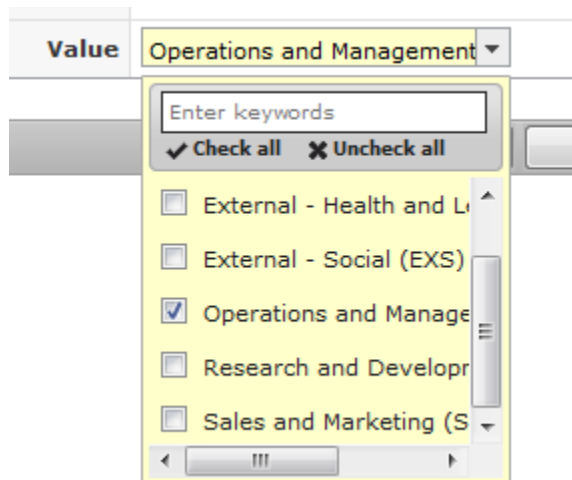 Value
Operations and Management
Enter keywords
Check all Uncheck all
External - Health and L
External - Social (EXS)
Operations and Manage
Research and Develop
Sales and Marketing (S